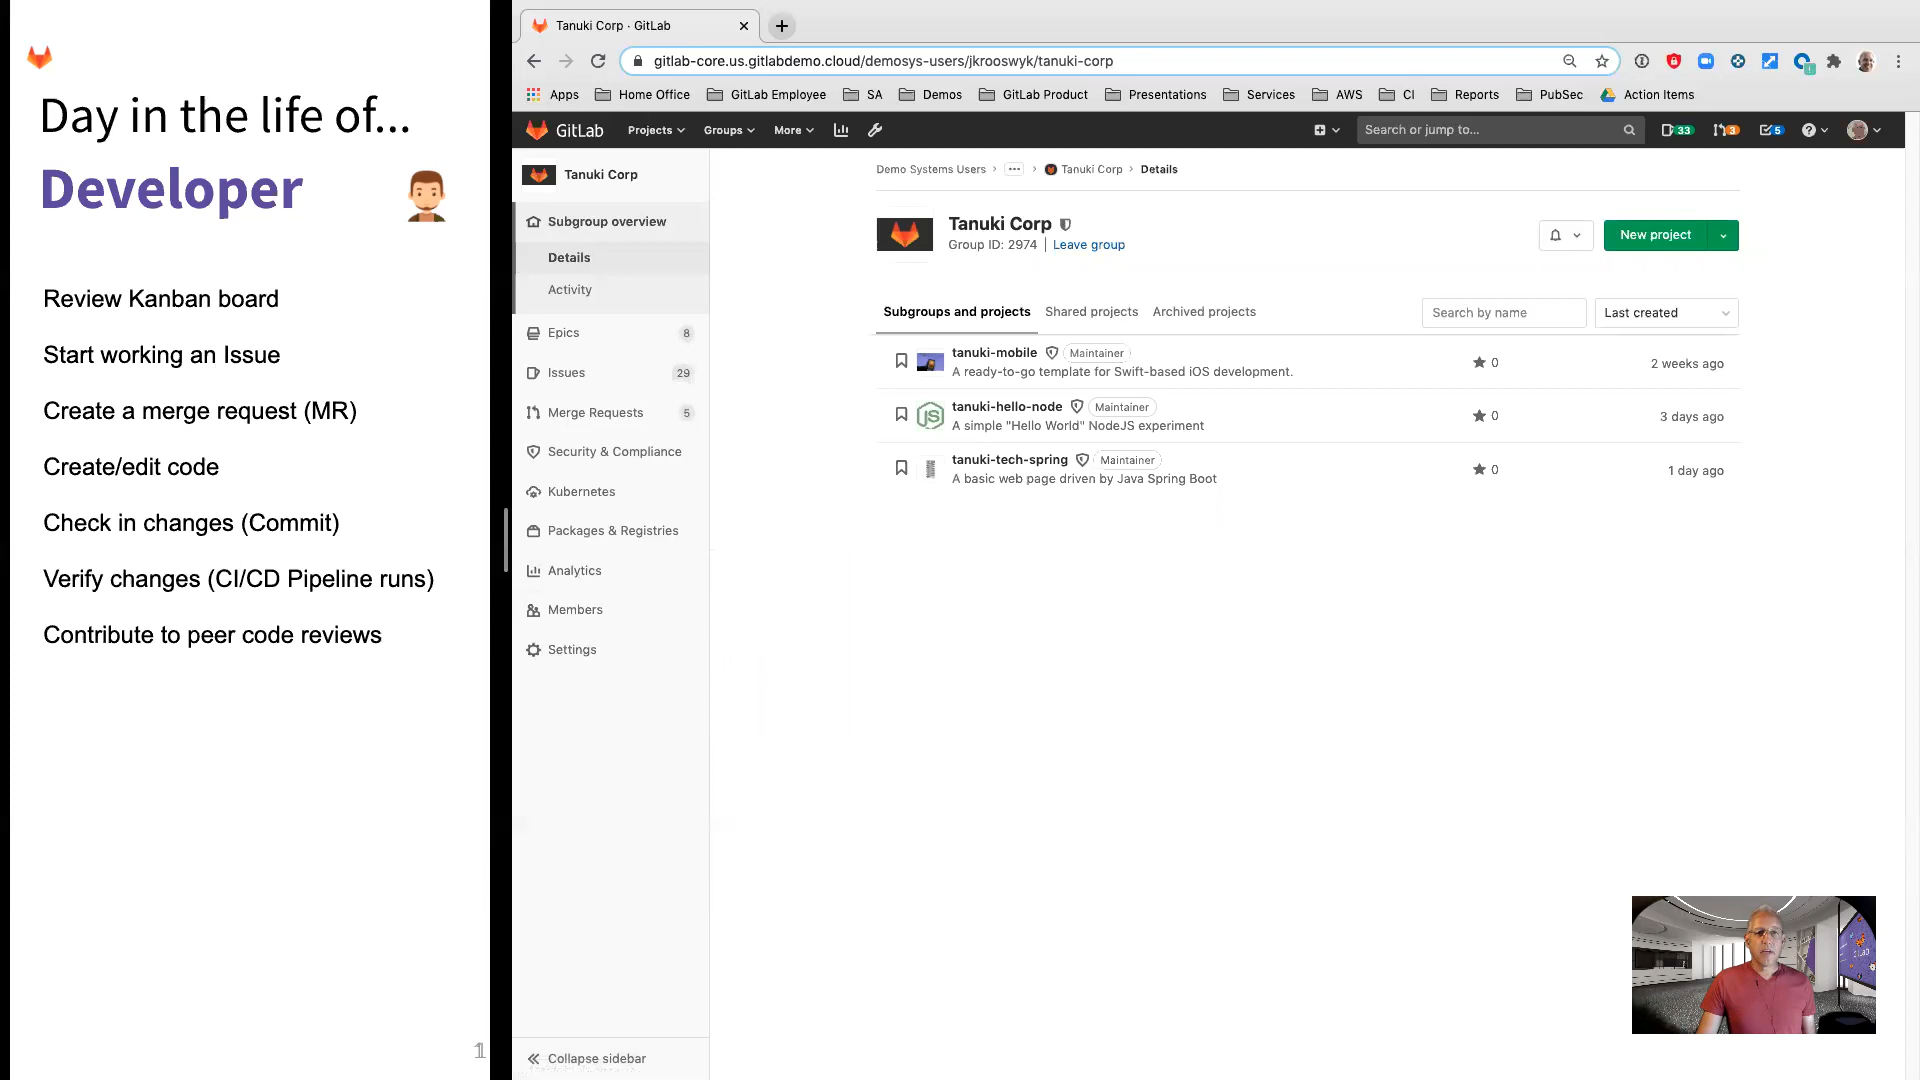 Day in the life of...
Developer
Review Kanban board
Start working an Issue
Create a merge request (MR)
Create/edit code
Check in changes (Commit)
Verify changes (CI/CD Pipeline runs)
Contribute to peer code reviews
1
Tanuki Corp · GitLab
gitlab-core.us.gitlabdemo.cloud/demosys-users/jkrooswyk/tanuki-corp
Apps Home Office GitLab Employee SA Demos GitLab Product Presentations Services AWS CI Reports PubSec Action Items
GitLab Projects Groups More Search or jump to... 33 3 5
Tanuki Corp
Subgroup overview
Details
Activity
Epics 8
Issues 29
Merge Requests 5
Security & Compliance
Kubernetes
Packages & Registries
Analytics
Members
Settings
Collapse sidebar
Demo Systems Users › ··· › Tanuki Corp › Details
Tanuki Corp
Group ID: 2974 | Leave group
New project
Subgroups and projects Shared projects Archived projects Search by name Last created
tanuki-mobile Maintainer
A ready-to-go template for Swift-based iOS development.
0 2 weeks ago
tanuki-hello-node Maintainer
A simple "Hello World" NodeJS experiment
0 3 days ago
tanuki-tech-spring Maintainer
A basic web page driven by Java Spring Boot
0 1 day ago